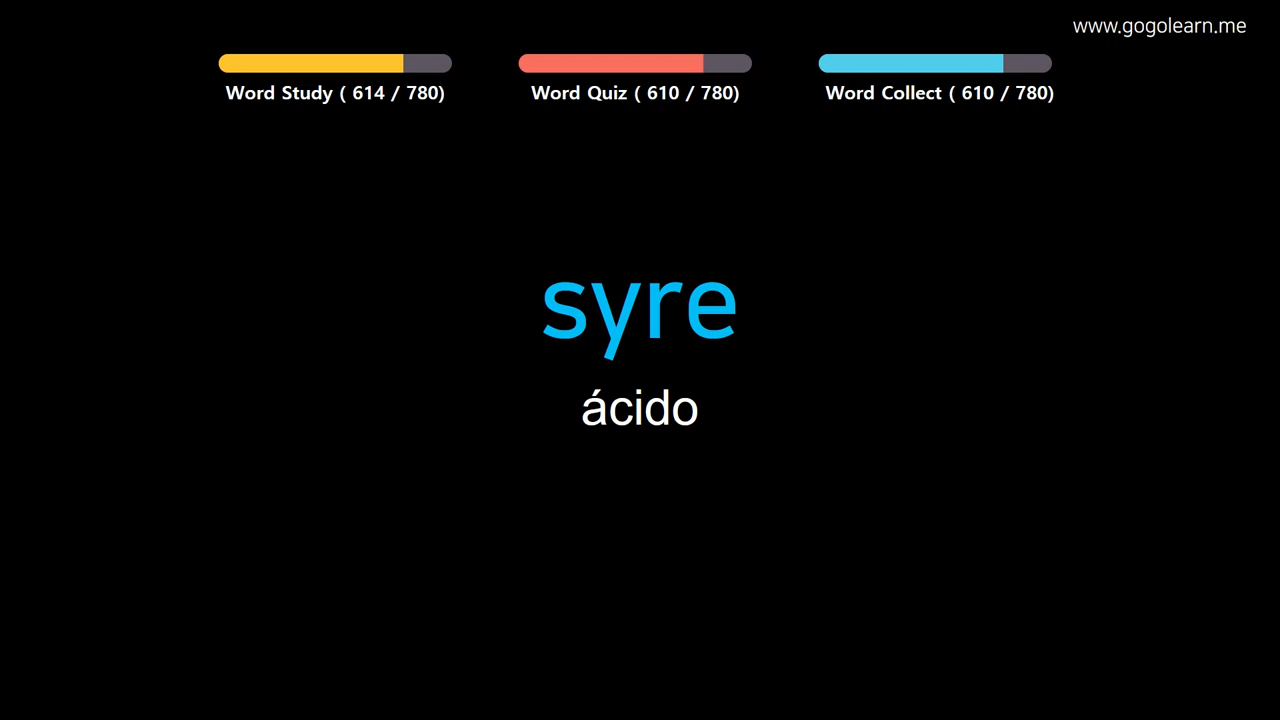 www.gogolearn.me
Word Study ( 614 / 780)
Word Quiz ( 610 / 780)
Word Collect ( 610 / 780)
syre
ácido